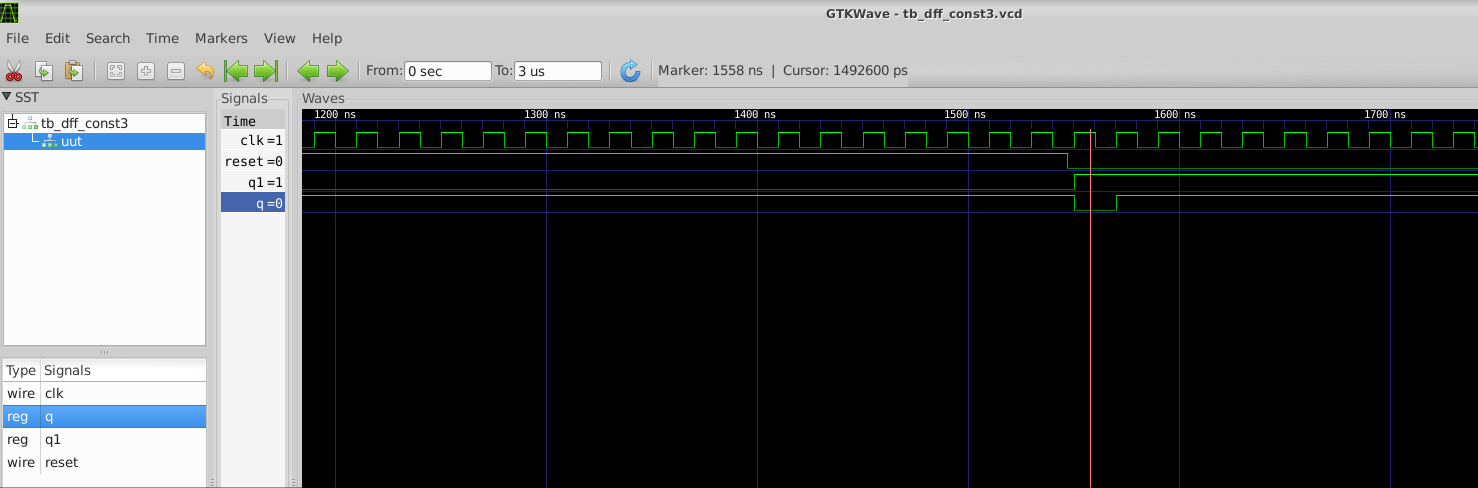 GTKWave - tb_dff_const3.vcd
File Edit Search Time Markers View Help
From: 0 sec To: 3 us Marker: 1558 ns | Cursor: 1492600 ps
SST
tb_dff_const3
uut
Type Signals
wire clk
reg q
reg q1
wire reset
Signals
Time
clk=1
reset=0
q1=1
q=0
Waves
1200 ns 1300 ns 1400 ns 1500 ns 1600 ns 1700 ns